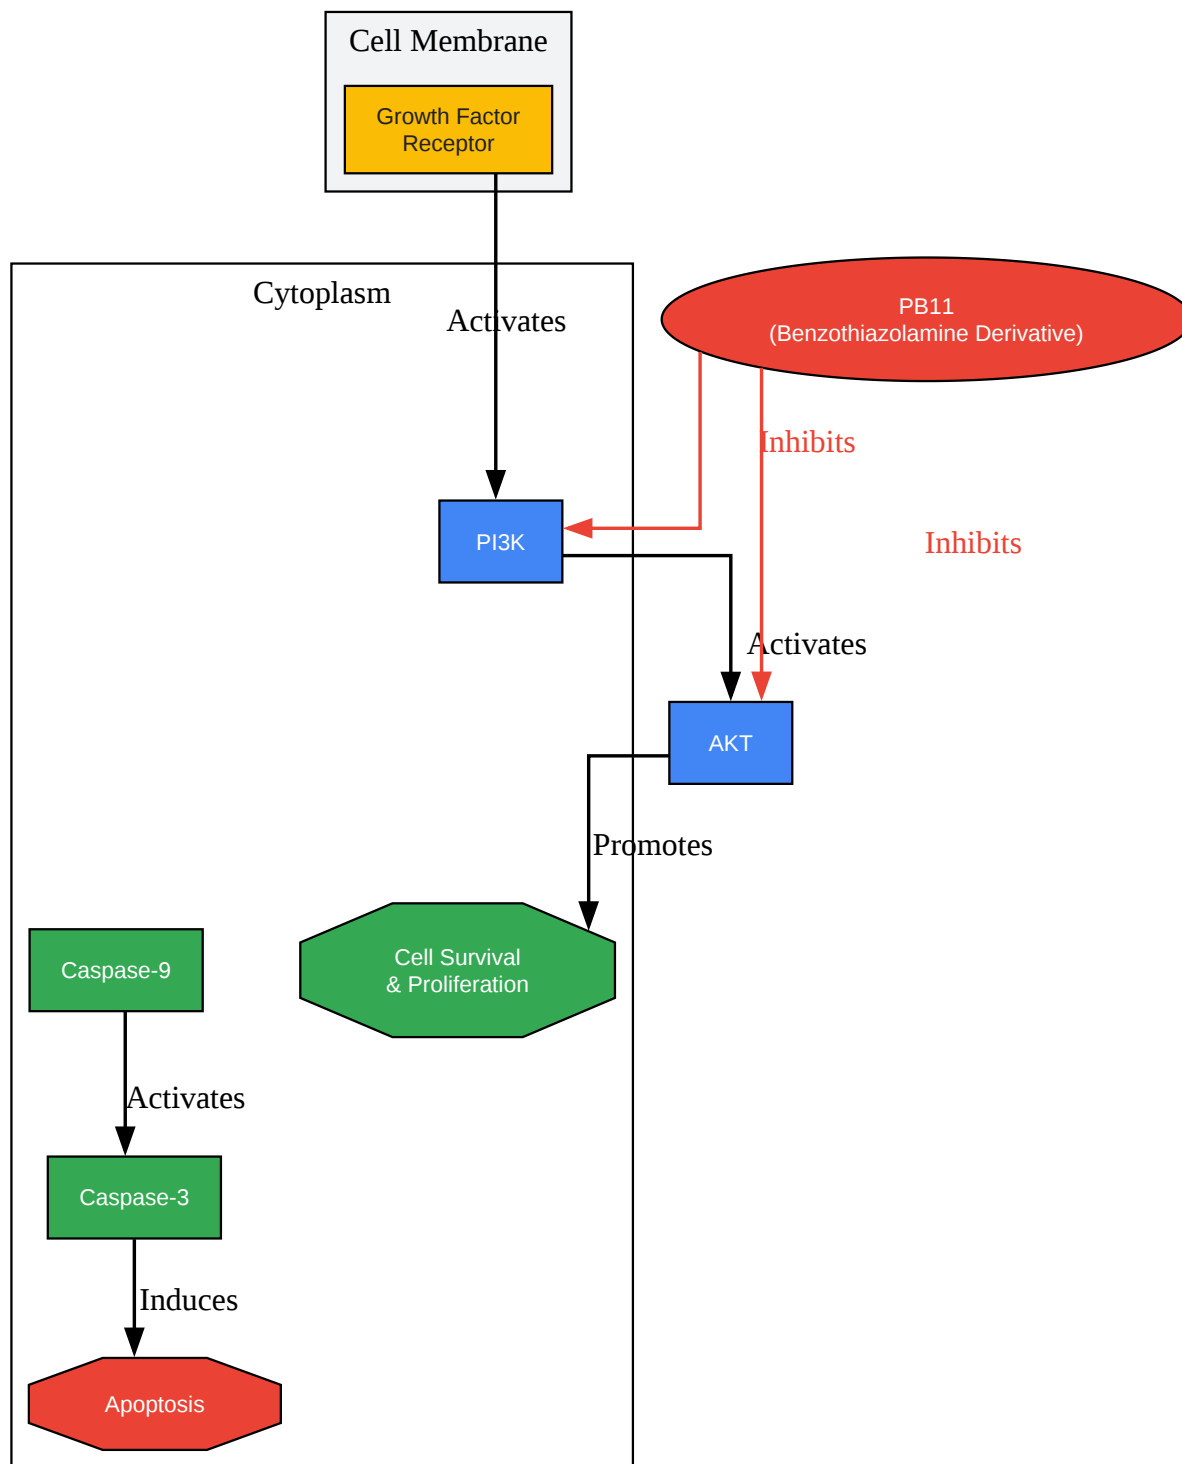 Cell Membrane
Growth Factor
Receptor
Cytoplasm
Activates
PB11
(Benzothiazolamine Derivative)
Inhibits
PI3K
Inhibits
Activates
AKT
Promotes
Caspase-9
Cell Survival
& Proliferation
Activates
Caspase-3
Induces
Apoptosis